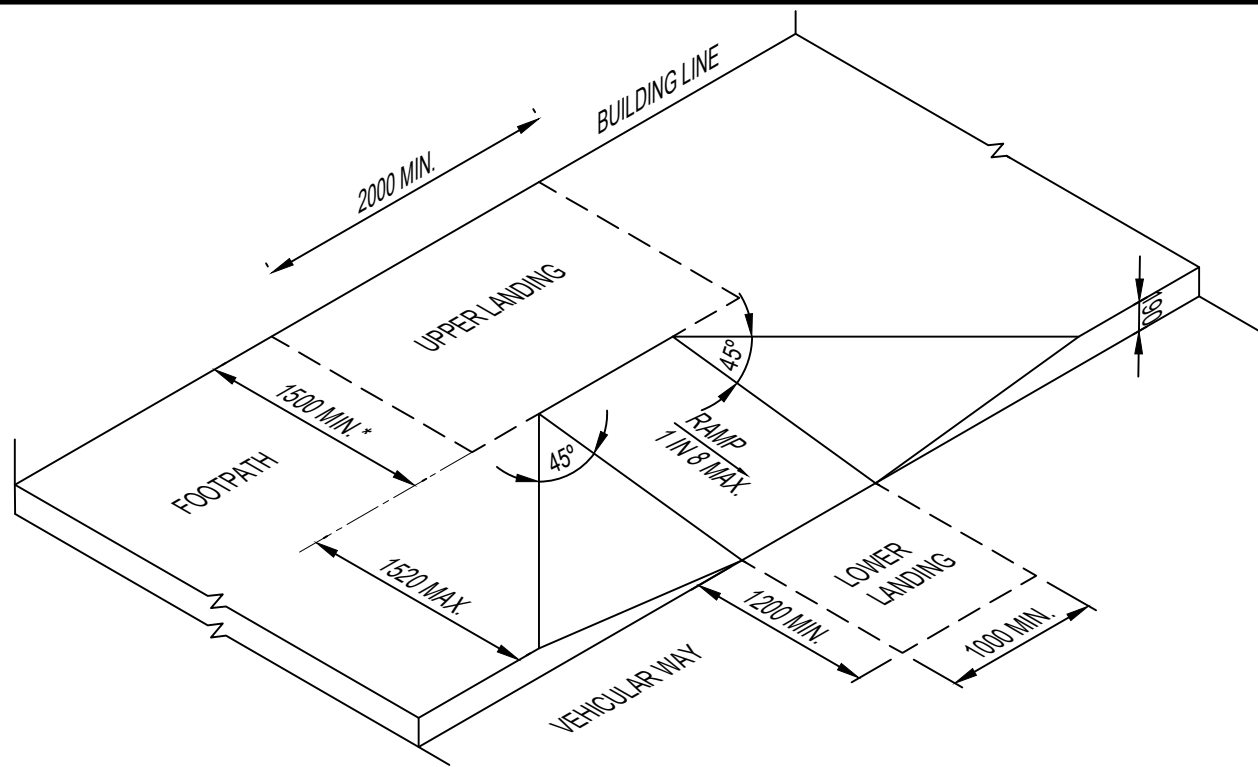 BUILDING LINE
2000 MIN.
UPPER LANDING
190
45°
1500 MIN. *
RAMP
1 IN 8 MAX.
45°
FOOTPATH
1520 MAX.
LOWER
LANDING
1200 MIN.
1000 MIN.
VEHICULAR WAY